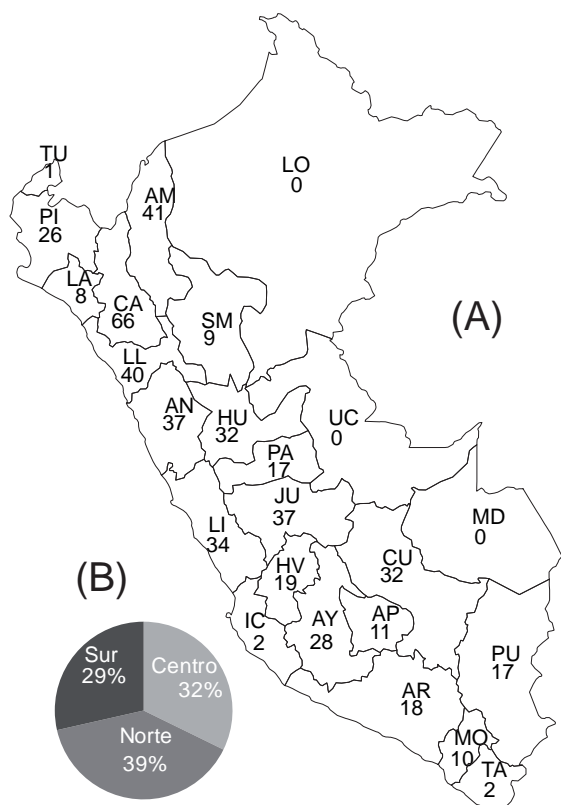 LO
0
TU
1
AM
41
PI
26
LA
8
CA
66
SM
9
(A)
LL
40
AN
37
HU
32
UC
0
PA
17
JU
37
LI
34
MD
0
CU
32
HV
19
(B)
IC
2
AY
28
AP
11
PU
17
AR
18
MO
10
TA
2
Sur
29%
Centro
32%
Norte
39%